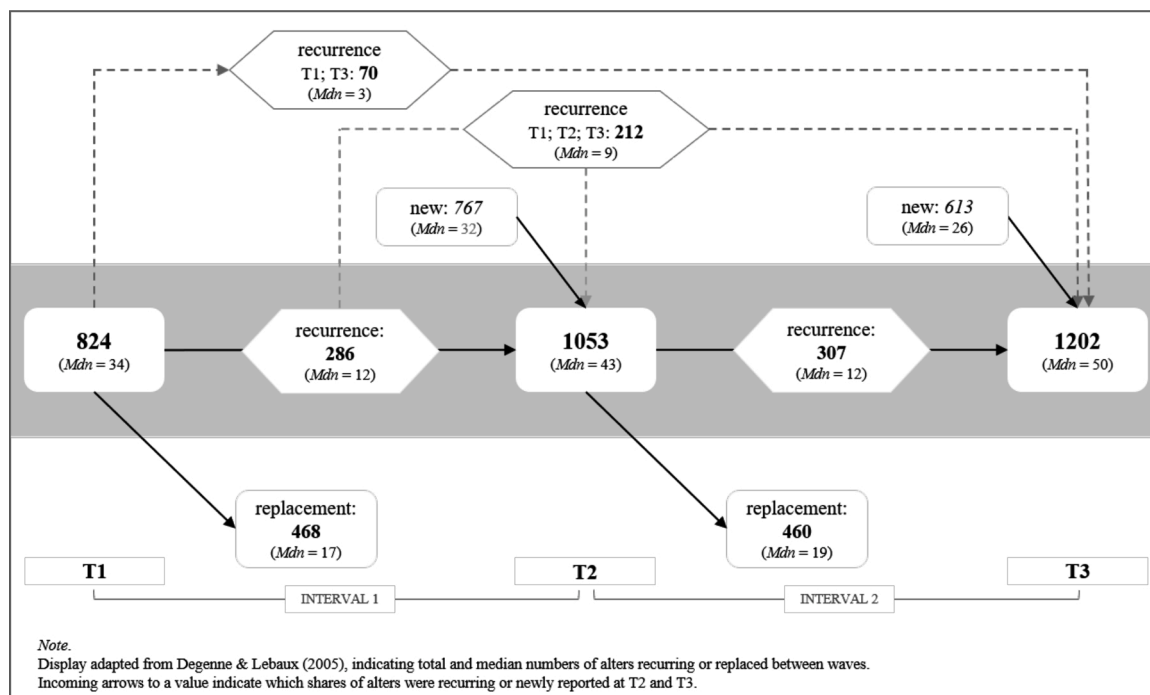 recurrence
T1; T3: 70
(Mdn = 3)
recurrence
T1; T2; T3: 212
(Mdn = 9)
new: 767
(Mdn = 32)
new: 613
(Mdn = 26)
824
(Mdn = 34)
recurrence:
286
(Mdn = 12)
1053
(Mdn = 43)
recurrence:
307
(Mdn = 12)
1202
(Mdn = 50)
replacement:
468
(Mdn = 17)
replacement:
460
(Mdn = 19)
T1
T2
T3
INTERVAL 1
INTERVAL 2
Note.
Display adapted from Degenne & Lebaux (2005), indicating total and median numbers of alters recurring or replaced between waves.
Incoming arrows to a value indicate which shares of alters were recurring or newly reported at T2 and T3.